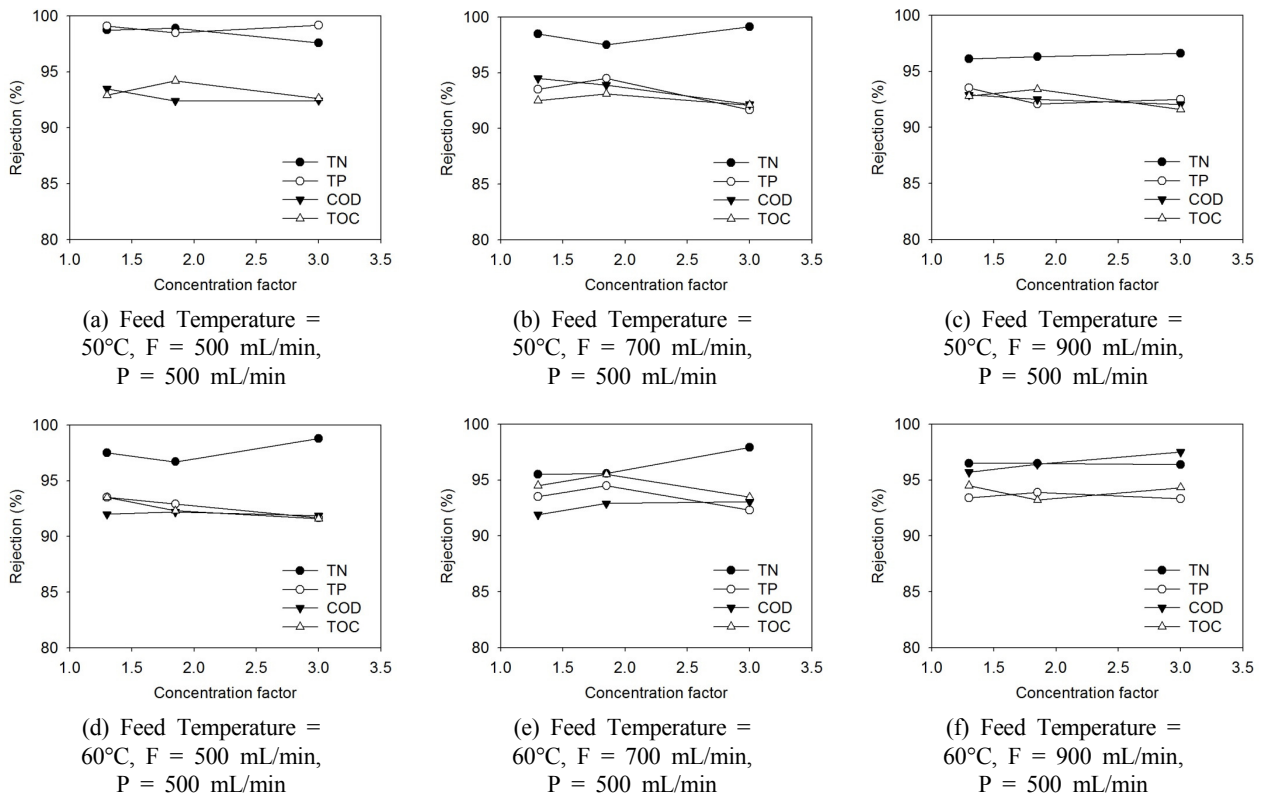 100
95
90
85
80
Rejection (%)
TN
TP
COD
TOC
1.0 1.5 2.0 2.5 3.0 3.5
Concentration factor
(a) Feed Temperature =
50°C, F = 500 mL/min,
P = 500 mL/min
100
95
90
85
80
Rejection (%)
TN
TP
COD
TOC
1.0 1.5 2.0 2.5 3.0 3.5
Concentration factor
(b) Feed Temperature =
50°C, F = 700 mL/min,
P = 500 mL/min
100
95
90
85
80
Rejection (%)
TN
TP
COD
TOC
1.0 1.5 2.0 2.5 3.0 3.5
Concentration factor
(c) Feed Temperature =
50°C, F = 900 mL/min,
P = 500 mL/min
100
95
90
85
80
Rejection (%)
TN
TP
COD
TOC
1.0 1.5 2.0 2.5 3.0 3.5
Concentration factor
(d) Feed Temperature =
60°C, F = 500 mL/min,
P = 500 mL/min
100
95
90
85
80
Rejection (%)
TN
TP
COD
TOC
1.0 1.5 2.0 2.5 3.0 3.5
Concentration factor
(e) Feed Temperature =
60°C, F = 700 mL/min,
P = 500 mL/min
100
95
90
85
80
Rejection (%)
TN
TP
COD
TOC
1.0 1.5 2.0 2.5 3.0 3.5
Concentration factor
(f) Feed Temperature =
60°C, F = 900 mL/min,
P = 500 mL/min